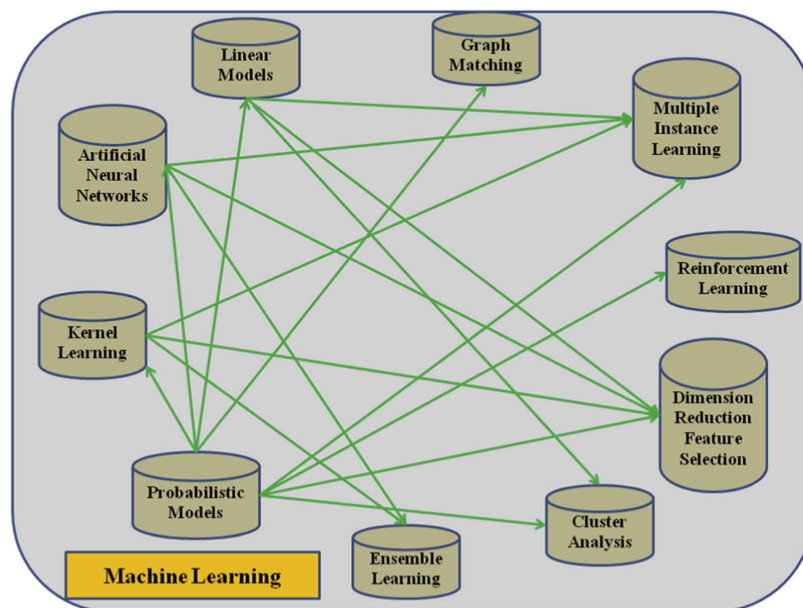 Linear
Models
Graph
Matching
Multiple
Instance
Learning
Artificial
Neural
Networks
Reinforcement
Learning
Kernel
Learning
Dimension
Reduction
Feature
Selection
Probabilistic
Models
Cluster
Analysis
Ensemble
Learning
Machine Learning